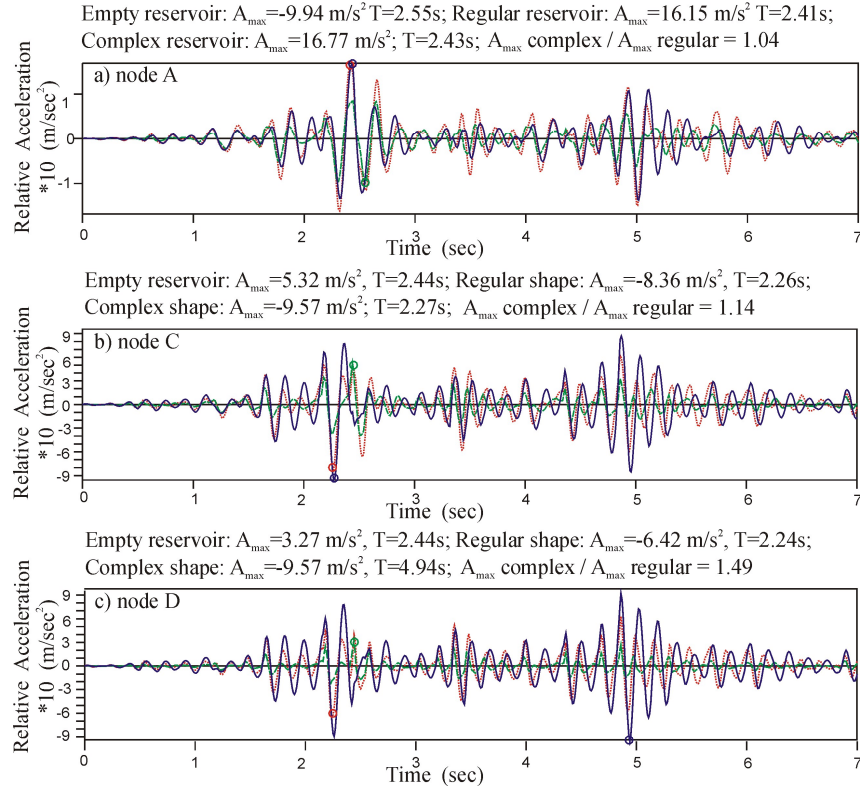 Empty reservoir: Amax=-9.94 m/s² T=2.55s; Regular reservoir: Amax=16.15 m/s² T=2.41s;
Complex reservoir: Amax=16.77 m/s²; T=2.43s; Amax complex / Amax regular = 1.04
a) node A
Relative Acceleration
*10 (m/sec²)
1
0
-1
0 1 2 3 4 5 6 7
Time (sec)
Empty reservoir: Amax=5.32 m/s², T=2.44s; Regular shape: Amax=-8.36 m/s², T=2.26s;
Complex shape: Amax=-9.57 m/s²; T=2.27s; Amax complex / Amax regular = 1.14
b) node C
Relative Acceleration
*10 (m/sec²)
9
6
3
0
-3
-6
-9
0 1 2 3 4 5 6 7
Time (sec)
Empty reservoir: Amax=3.27 m/s², T=2.44s; Regular shape: Amax=-6.42 m/s², T=2.24s;
Complex shape: Amax=-9.57 m/s², T=4.94s; Amax complex / Amax regular = 1.49
c) node D
Relative Acceleration
*10 (m/sec²)
9
6
3
0
-3
-6
-9
0 1 2 3 4 5 6 7
Time (sec)